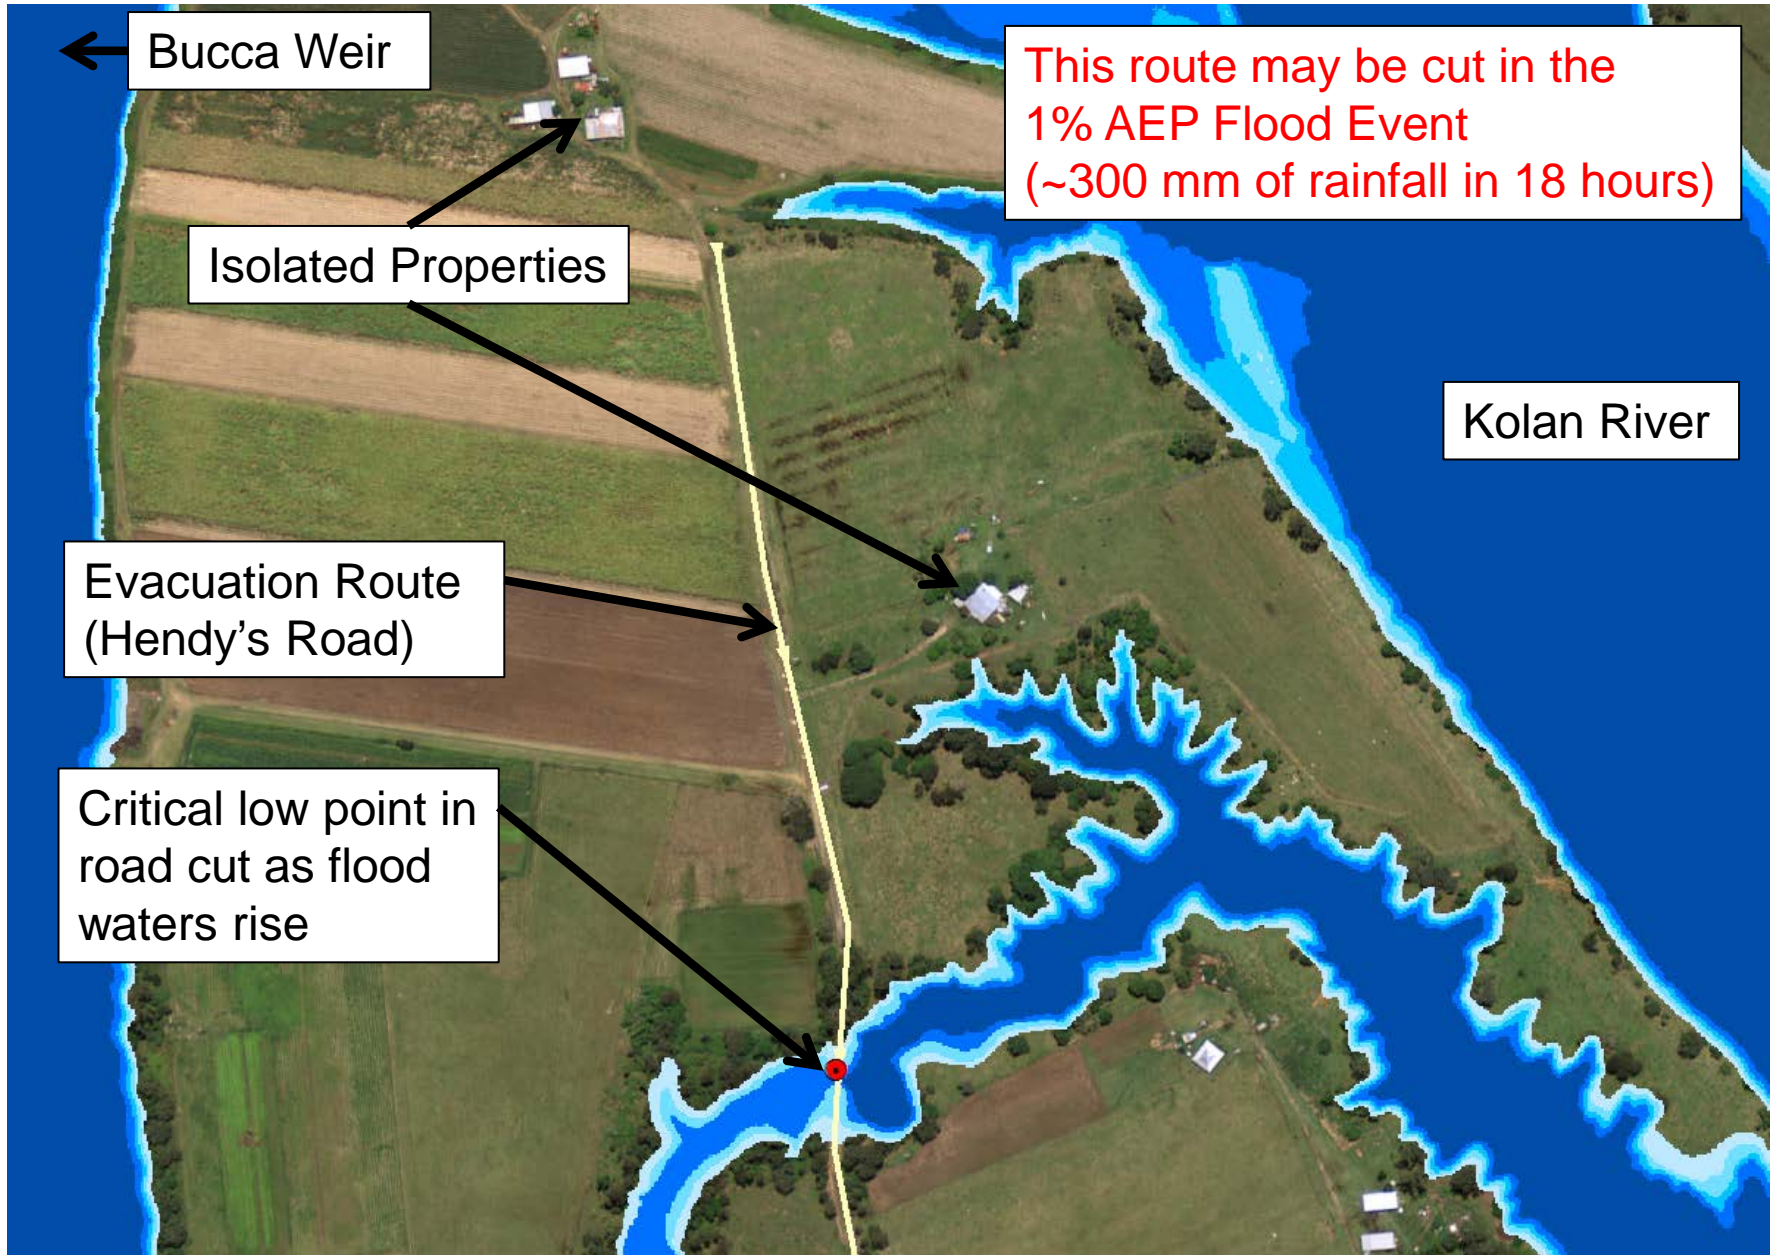 Bucca Weir
This route may be cut in the
1% AEP Flood Event
(~300 mm of rainfall in 18 hours)
Isolated Properties
Kolan River
Evacuation Route
(Hendy’s Road)
Critical low point in
road cut as flood
waters rise